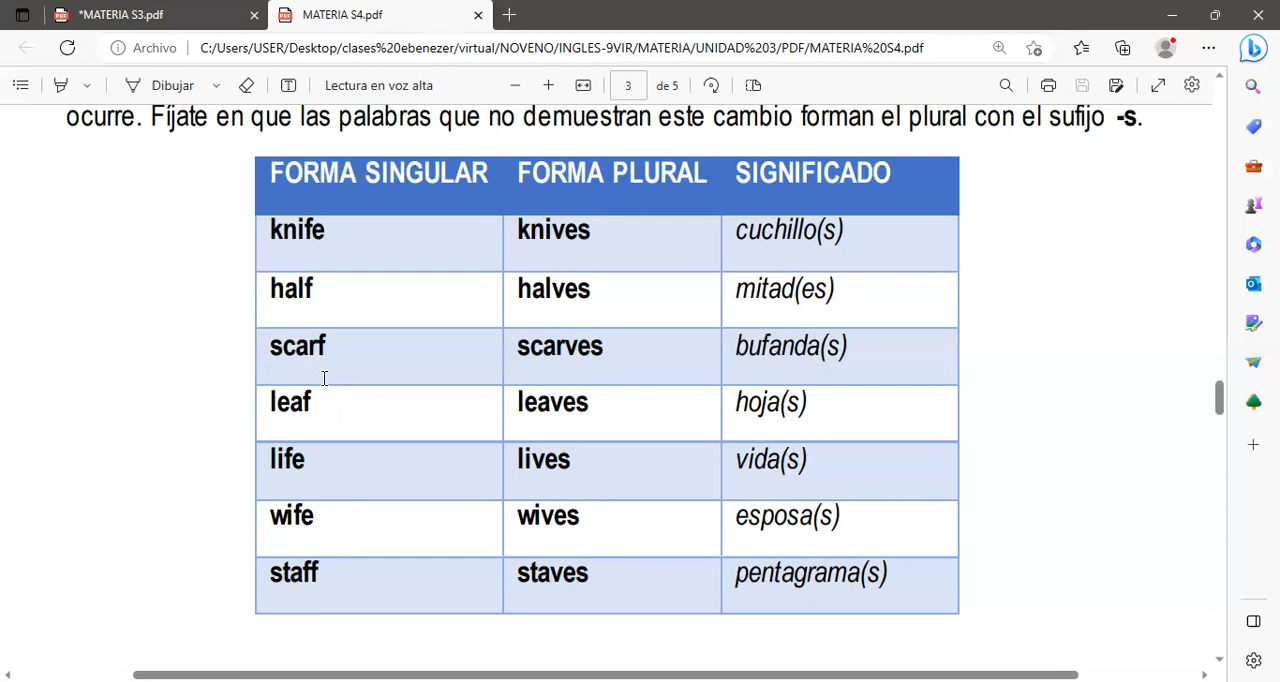 *MATERIA S3.pdf
MATERIA S4.pdf
Archivo
C:/Users/USER/Desktop/clases%20ebenezer/virtual/NOVENO/INGLES-9VIR/MATERIA/UNIDAD%203/PDF/MATERIA%20S4.pdf
Dibujar
Lectura en voz alta
3 de 5
ocurre. Fíjate en que las palabras que no demuestran este cambio forman el plural con el sufijo -s.
FORMA SINGULAR FORMA PLURAL SIGNIFICADO
knife knives cuchillo(s)
half halves mitad(es)
scarf scarves bufanda(s)
leaf leaves hoja(s)
life lives vida(s)
wife wives esposa(s)
staff staves pentagrama(s)